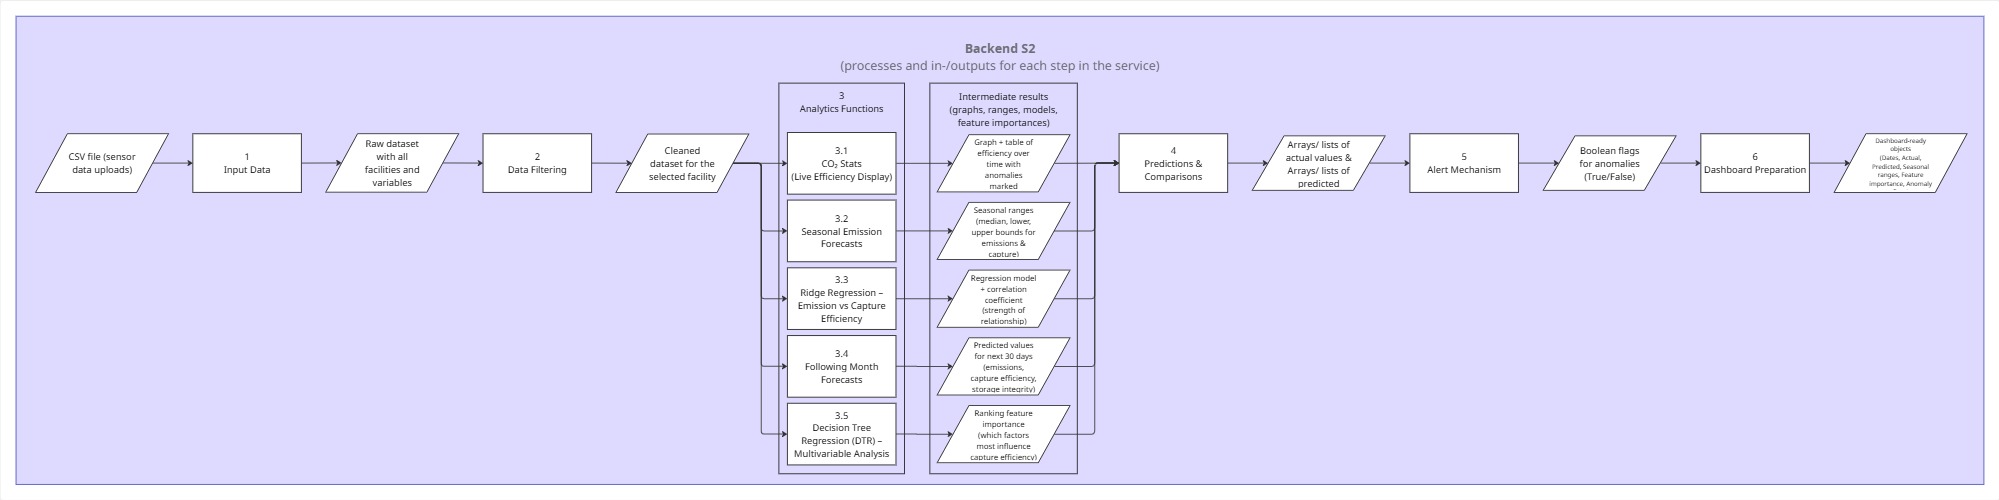 Backend S2
(processes and in-/outputs for each step in the service)
CSV file (sensor
data uploads)
1
Input Data
Raw dataset
with all
facilities and
variables
2
Data Filtering
Cleaned
dataset for the
selected facility
3
Analytics Functions
3.1
CO₂ Stats
(Live Efficiency Display)
3.2
Seasonal Emission
Forecasts
3.3
Ridge Regression –
Emission vs Capture
Efficiency
3.4
Following Month
Forecasts
3.5
Decision Tree
Regression (DTR) –
Multivariable Analysis
Intermediate results
(graphs, ranges, models,
feature importances)
Graph + table of
efficiency over
time with
anomalies
marked
Seasonal ranges
(median, lower,
upper bounds for
emissions &
capture)
Regression model
+ correlation
coefficient
(strength of
relationship)
Predicted values
for next 30 days
(emissions,
capture efficiency,
storage integrity)
Ranking feature
importance
(which factors
most influence
capture efficiency)
4
Predictions &
Comparisons
Arrays/ lists of
actual values &
Arrays/ lists of
predicted
5
Alert Mechanism
Boolean flags
for anomalies
(True/False)
6
Dashboard Preparation
Dashboard-ready
objects
(Dates, Actual,
Predicted, Seasonal
ranges, Feature
importance, Anomaly